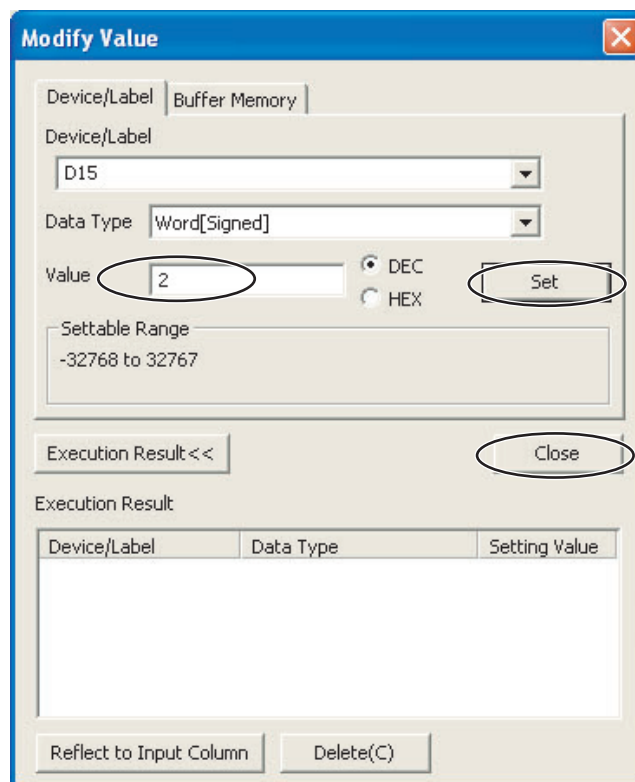 Modify Value
Device/Label Buffer Memory
Device/Label
D15
Data Type Word[Signed]
Value 2 DEC Set
HEX
Settable Range
-32768 to 32767
Execution Result<< Close
Execution Result
Device/Label Data Type Setting Value
Reflect to Input Column Delete(C)